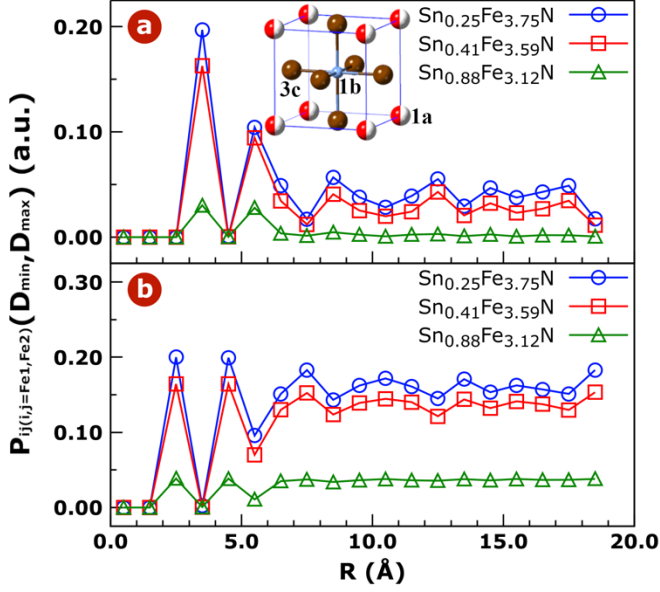 a
Sn0.25Fe3.75N
Sn0.41Fe3.59N
Sn0.88Fe3.12N
3c
1b
1a
0.20
0.10
0.00
b
Sn0.25Fe3.75N
Sn0.41Fe3.59N
Sn0.88Fe3.12N
0.30
0.20
0.10
0.00
0.0
5.0
10.0
15.0
20.0
R (Å)
Pij(i,j=Fe1,Fe2)(Dmin,Dmax) (a.u.)